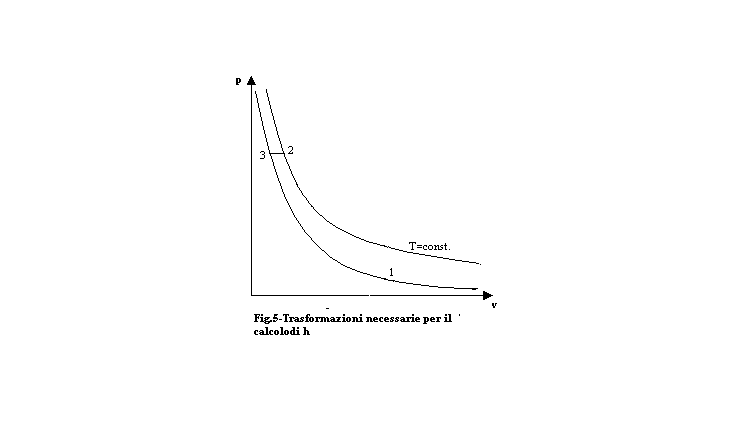 p
3
2
T=const.
1
v
Fig.5-Trasformazioni necessarie per il
calcolodi h